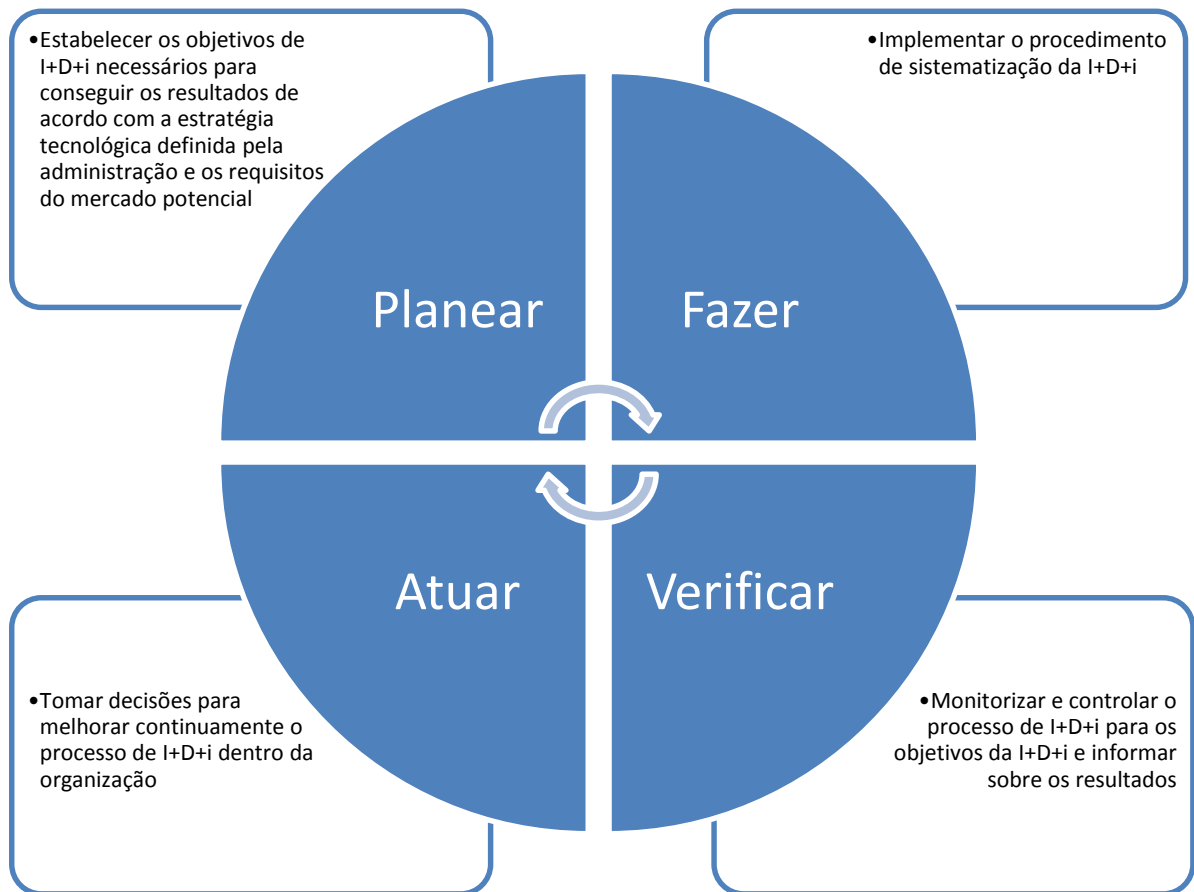 •Estabelecer os objetivos de
I+D+i necessários para
conseguir os resultados de
acordo com a estratégia
tecnológica definida pela
administração e os requisitos
do mercado potencial
•Implementar o procedimento
de sistematização da I+D+i
Planear
Fazer
Atuar
Verificar
•Tomar decisões para
melhorar continuamente o
processo de I+D+i dentro da
organização
•Monitorizar e controlar o
processo de I+D+i para os
objetivos da I+D+i e informar
sobre os resultados